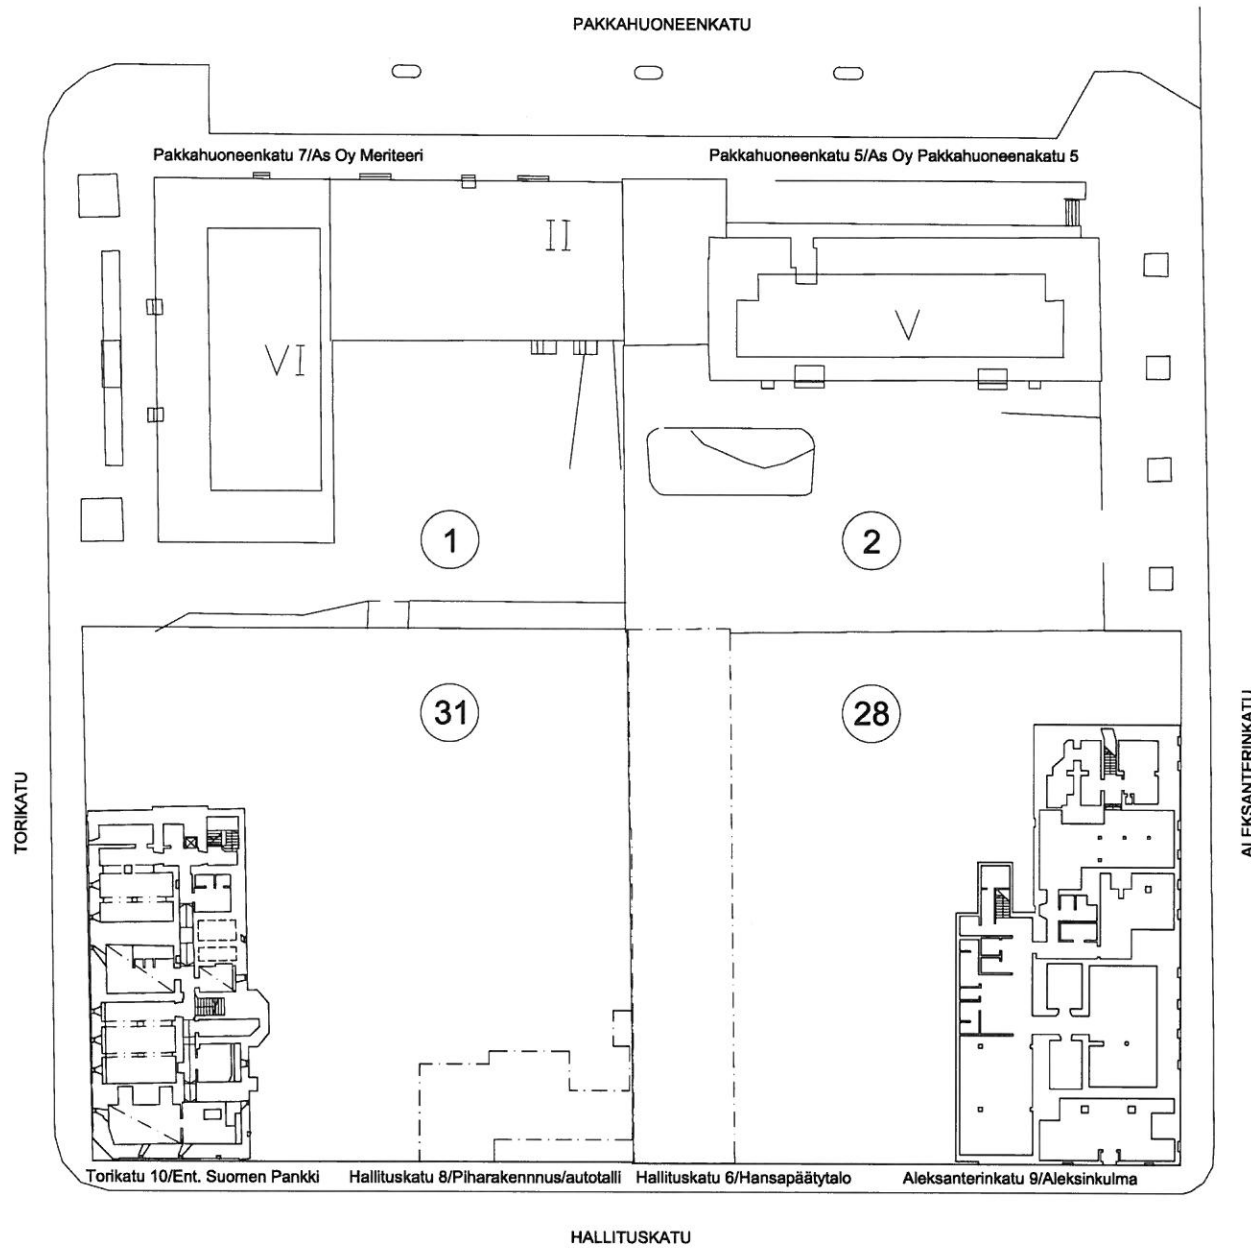 PAKKAHUONEENKATU
Pakkahuoneenkatu 7/As Oy Meriteeri
Pakkahuoneenkatu 5/As Oy Pakkahuoneenakatu 5
II
V
VI
1
2
31
28
TORIKATU
ALEKSANTERINKATU
Torikatu 10/Ent. Suomen Pankki
Hallituskatu 8/Piharakennnus/autotalli
Hallituskatu 6/Hansapäätytalo
Aleksanterinkatu 9/Aleksinkulma
HALLITUSKATU